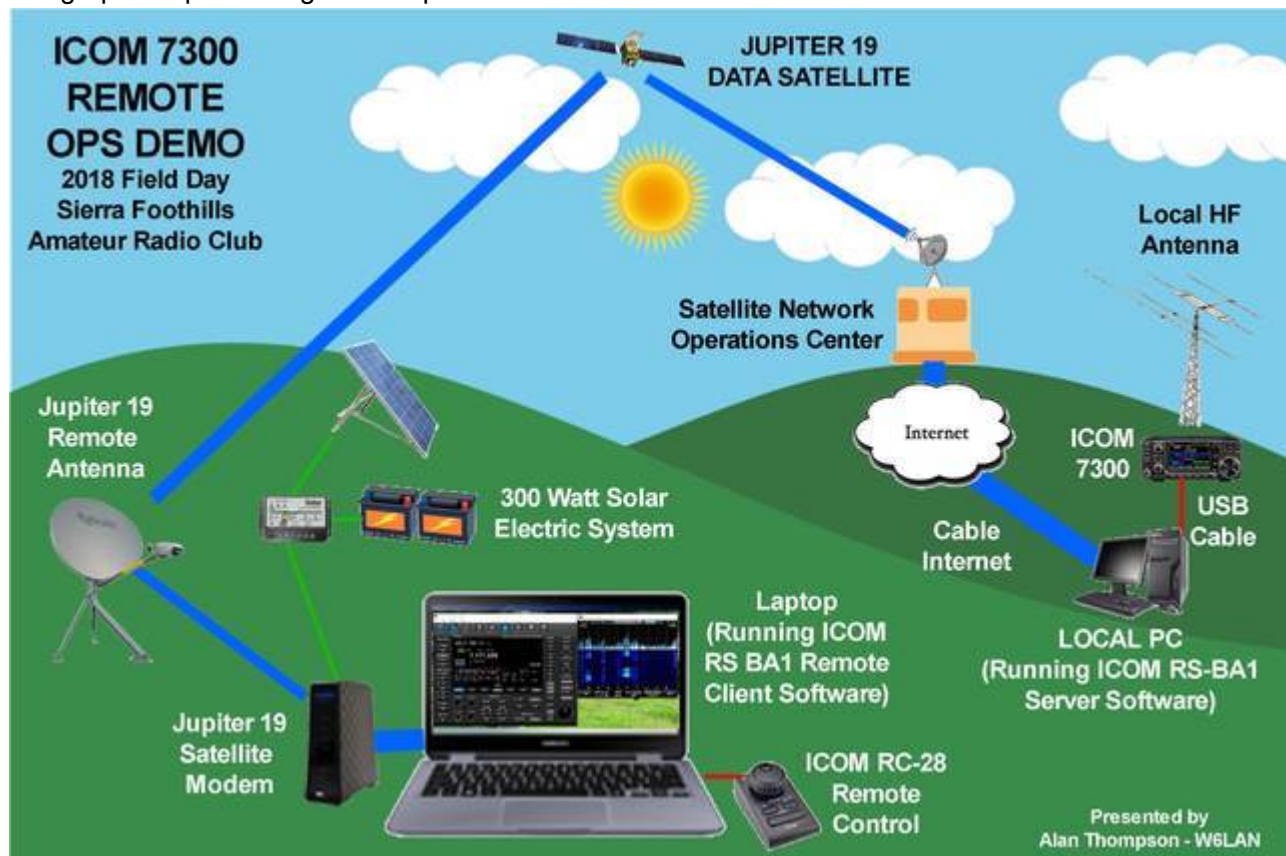 ICOM 7300
REMOTE
OPS DEMO
2018 Field Day
Sierra Foothills
Amateur Radio Club
JUPITER 19
DATA SATELLITE
Local HF
Antenna
Satellite Network
Operations Center
Jupiter 19
Remote
Antenna
Internet
ICOM
7300
300 Watt Solar
Electric System
USB
Cable
Cable
Internet
Laptop
(Running ICOM
RS BA1 Remote
Client Software)
LOCAL PC
(Running ICOM RS-BA1
Server Software)
Jupiter 19
Satellite
Modem
ICOM RC-28
Remote
Control
Presented by
Alan Thompson - W6LAN